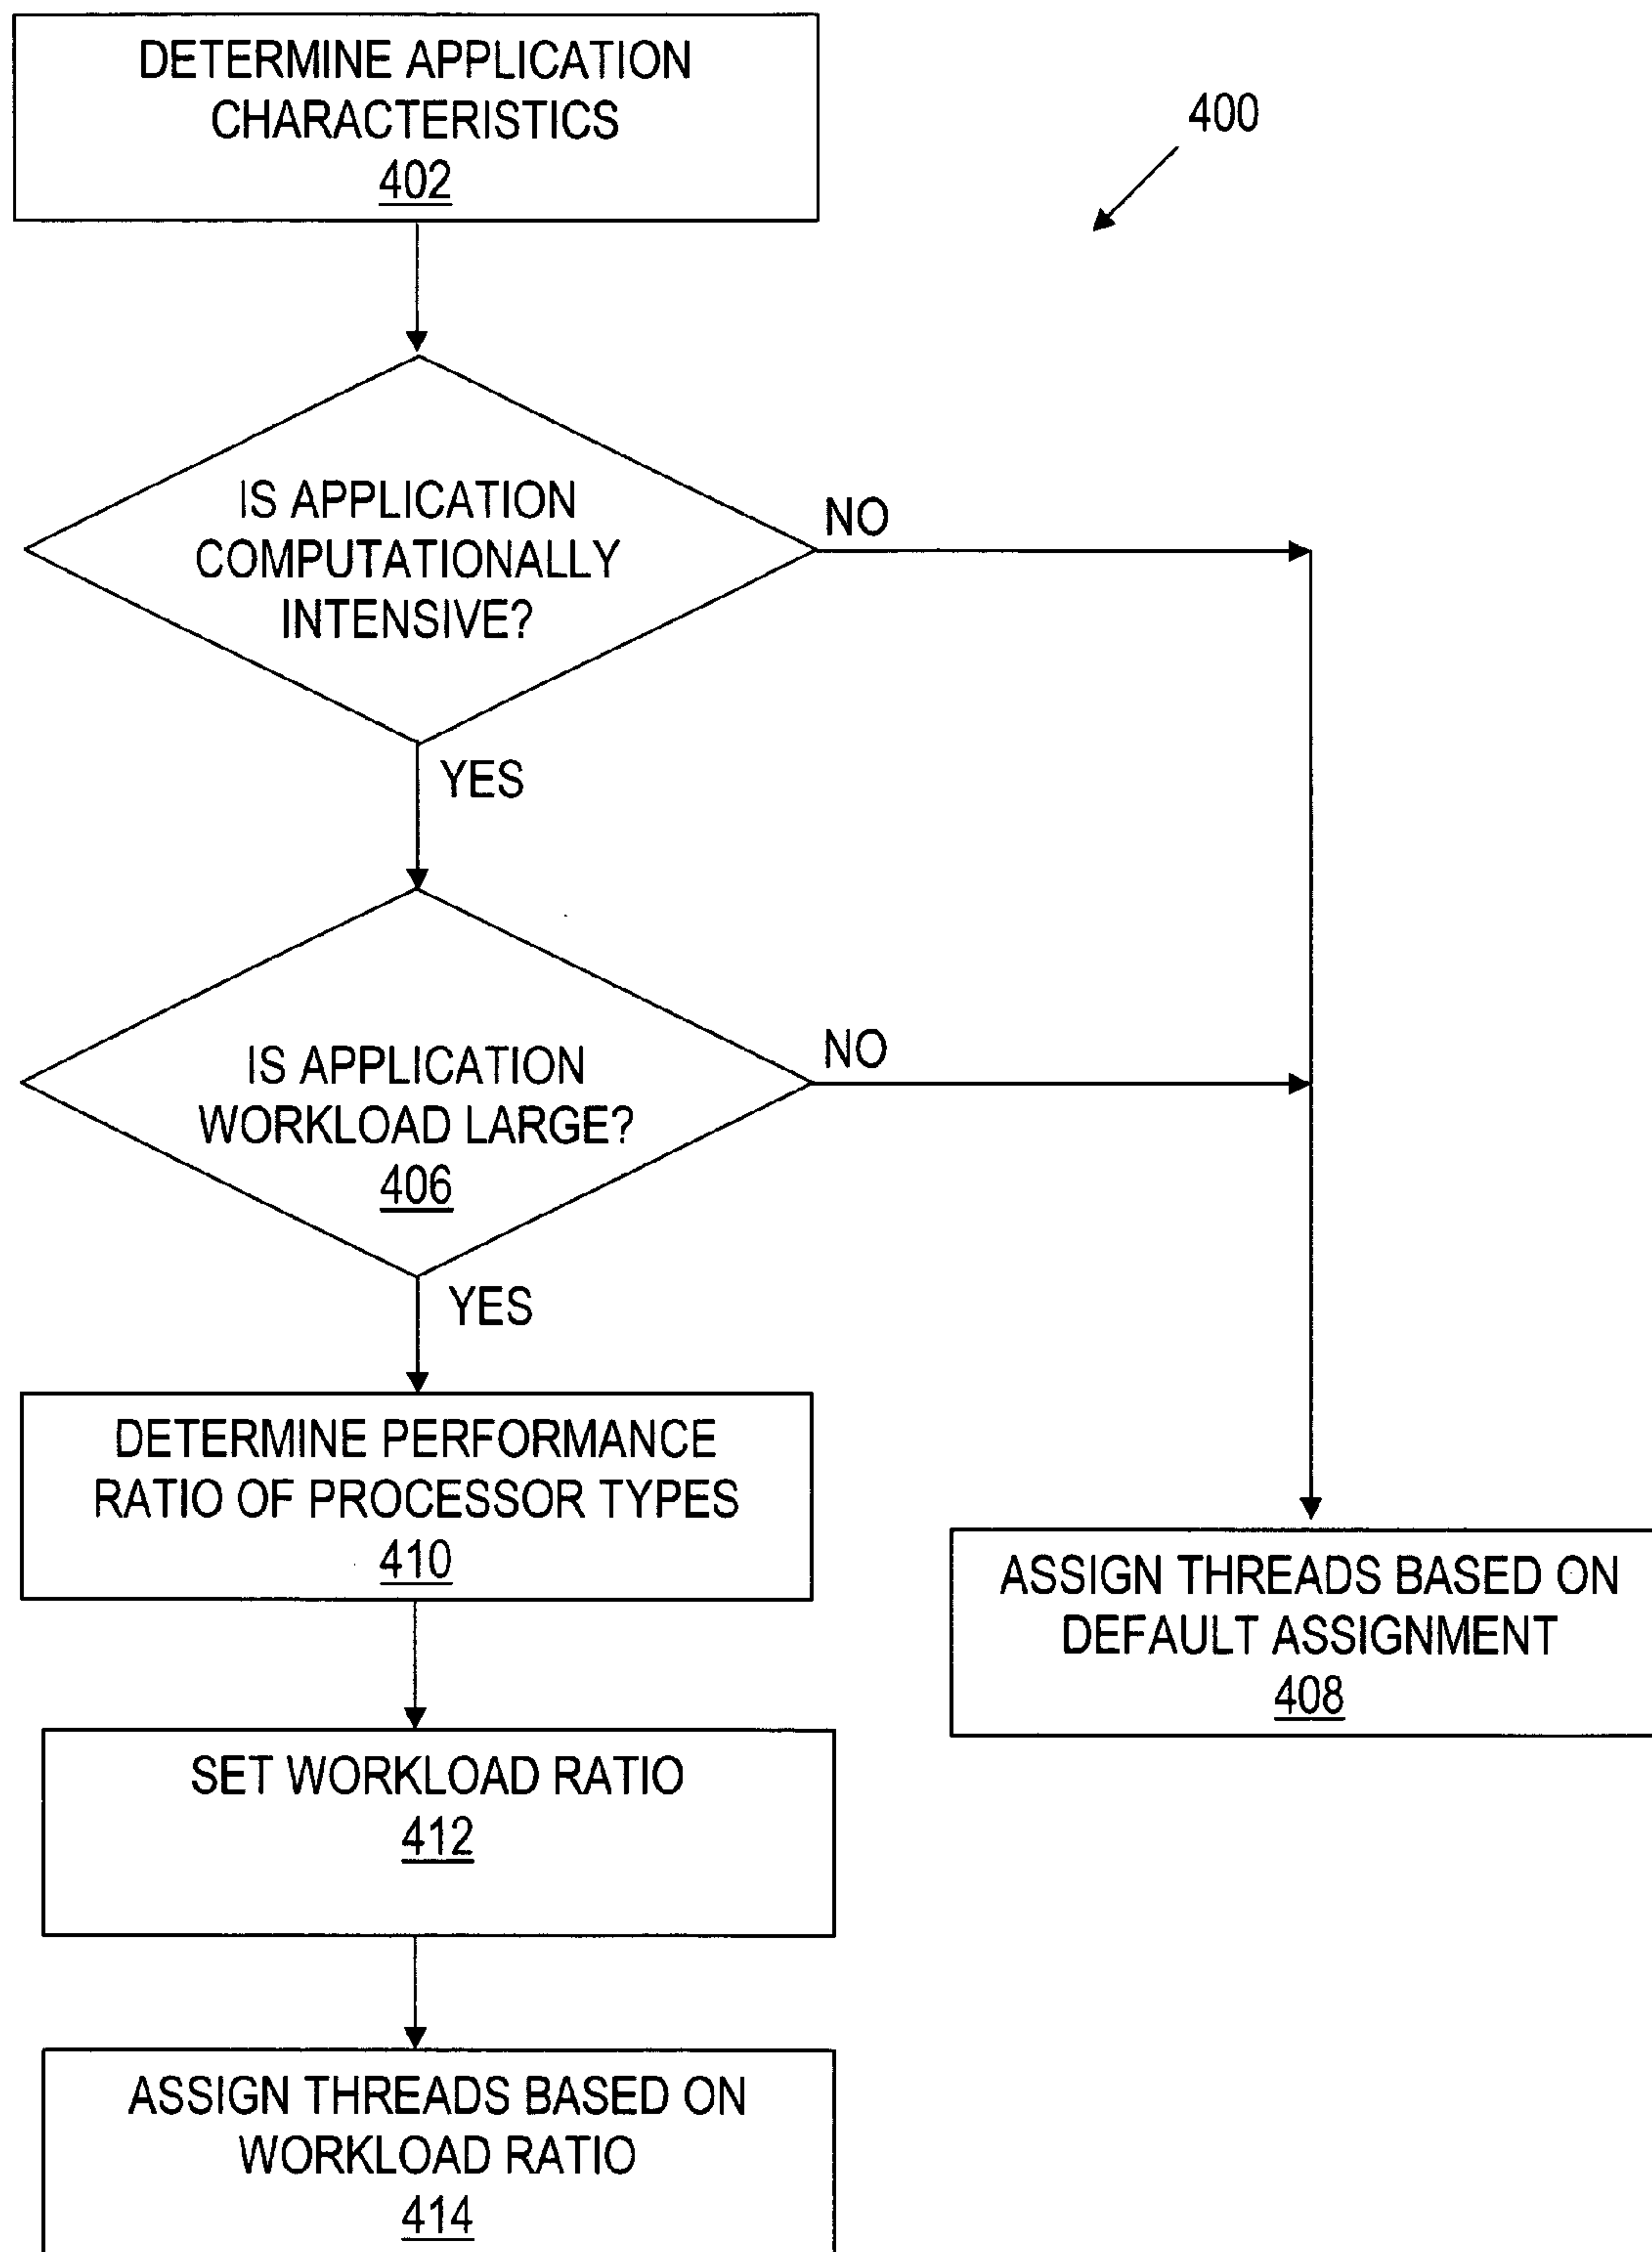 DETERMINE APPLICATION
CHARACTERISTICS
402
400
IS APPLICATION
COMPUTATIONALLY
INTENSIVE?
NO
YES
IS APPLICATION
WORKLOAD LARGE?
406
NO
YES
DETERMINE PERFORMANCE
RATIO OF PROCESSOR TYPES
410
ASSIGN THREADS BASED ON
DEFAULT ASSIGNMENT
408
SET WORKLOAD RATIO
412
ASSIGN THREADS BASED ON
WORKLOAD RATIO
414